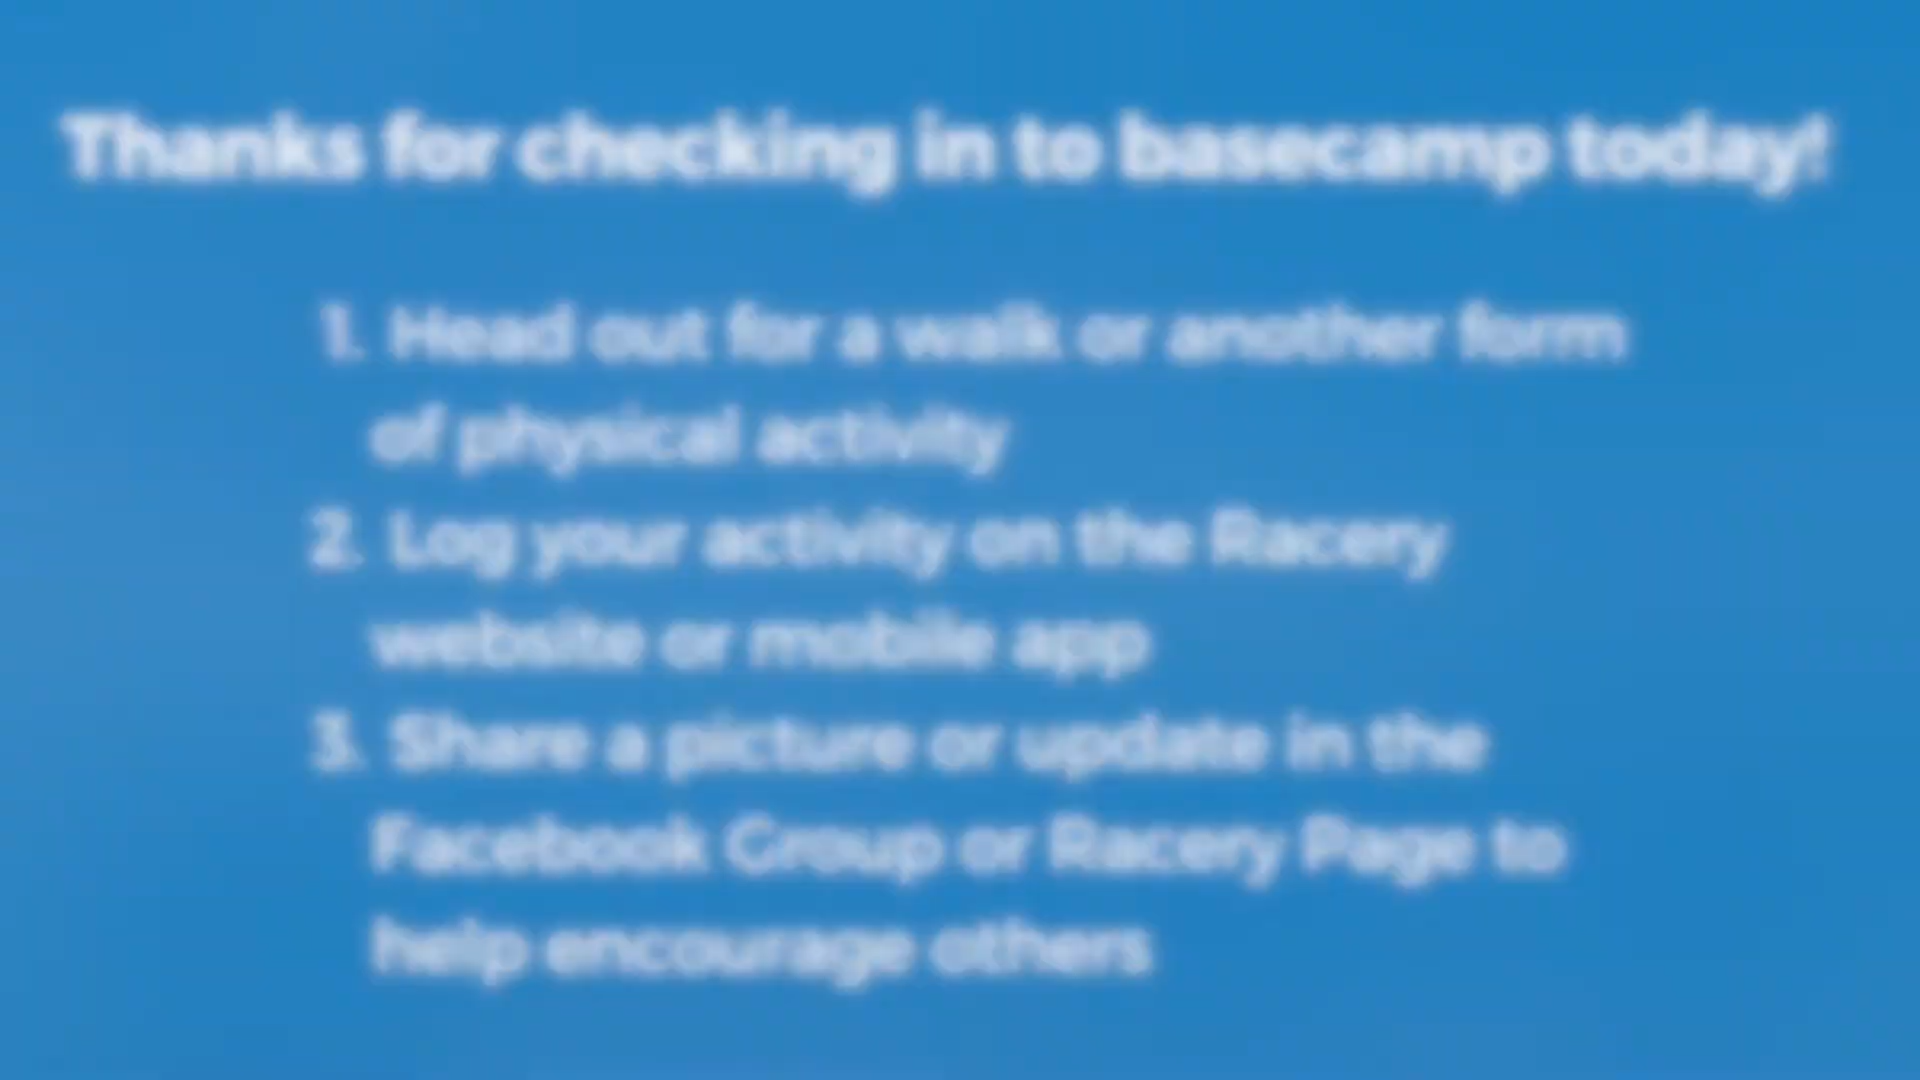 Thanks for checking in to basecamp today!
1. Head out for a walk or another form
of physical activity
2. Log your activity on the Racery
website or mobile app
3. Share a picture or update in the
Facebook Group or Racery Page to
help encourage others